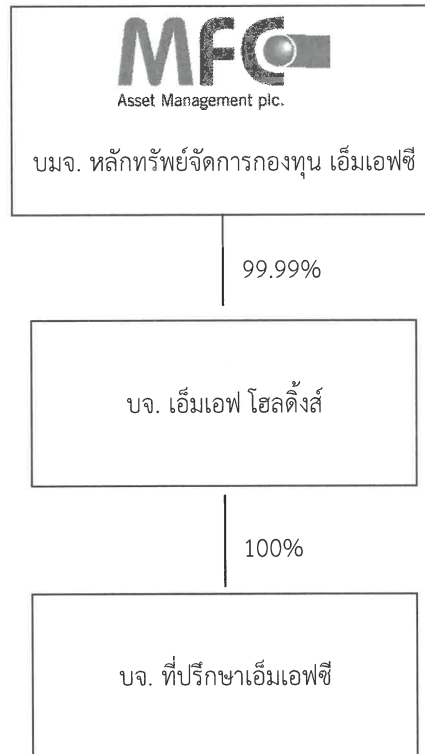 MFC
Asset Management plc.
บมจ. หลักทรัพย์จัดการกองทุน เอ็มเอฟซี
99.99%
บจ. เอ็มเอฟ โฮลดิ้งส์
100%
บจ. ที่ปรึกษาเอ็มเอฟซี